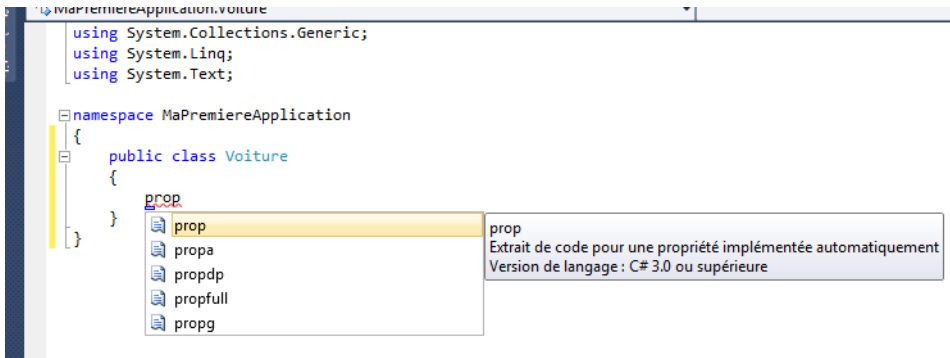 MaPremiereApplication.Voiture
using System.Collections.Generic;
using System.Linq;
using System.Text;
namespace MaPremiereApplication
{
public class Voiture
{
prop
}
}
prop
propa
propdp
propfull
propg
prop
Extrait de code pour une propriété implémentée automatiquement
Version de langage : C# 3.0 ou supérieure